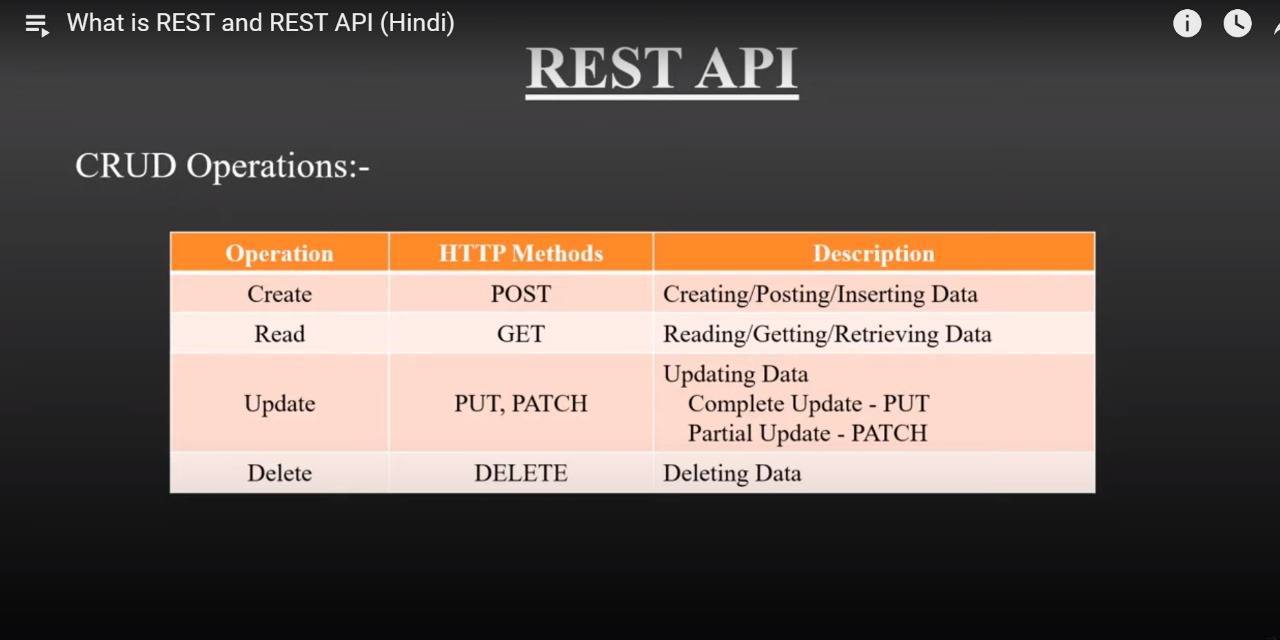 What is REST and REST API (Hindi)
REST API
CRUD Operations:-
Operation HTTP Methods Description
Create POST Creating/Posting/Inserting Data
Read GET Reading/Getting/Retrieving Data
Update PUT, PATCH Updating Data
Complete Update - PUT
Partial Update - PATCH
Delete DELETE Deleting Data